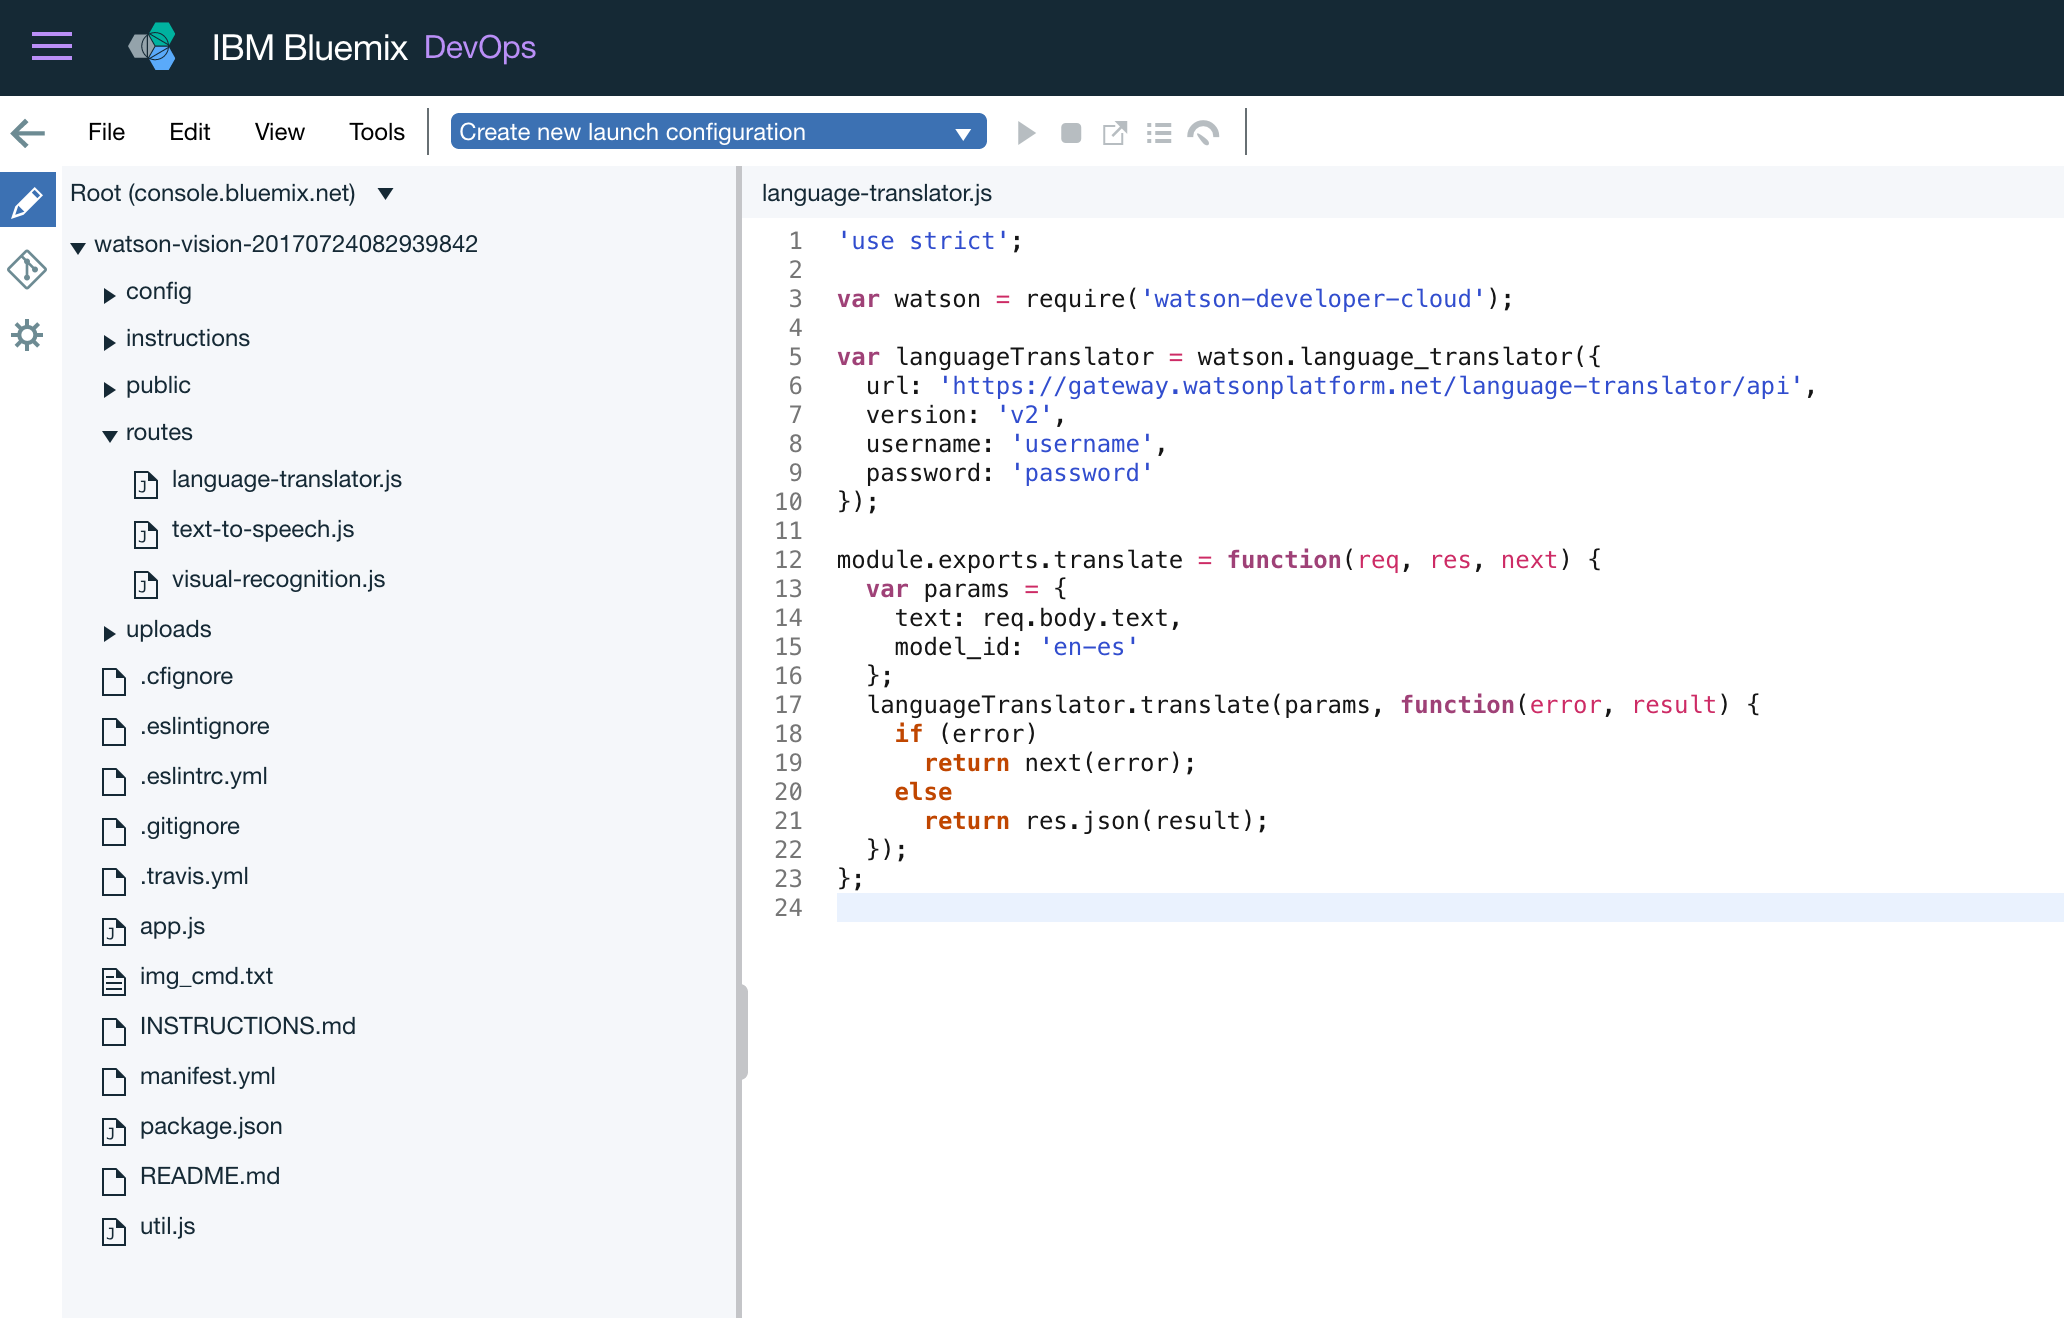 IBM Bluemix DevOps
File Edit View Tools Create new launch configuration
Root (console.bluemix.net)
watson-vision-20170724082939842
config
instructions
public
routes
language-translator.js
text-to-speech.js
visual-recognition.js
uploads
.cfignore
.eslintignore
.eslintrc.yml
.gitignore
.travis.yml
app.js
img_cmd.txt
INSTRUCTIONS.md
manifest.yml
package.json
README.md
util.js
language-translator.js
1 'use strict';
2
3 var watson = require('watson-developer-cloud');
4
5 var languageTranslator = watson.language_translator({
6   url: 'https://gateway.watsonplatform.net/language-translator/api',
7   version: 'v2',
8   username: 'username',
9   password: 'password'
10 });
11
12 module.exports.translate = function(req, res, next) {
13   var params = {
14     text: req.body.text,
15     model_id: 'en-es'
16   };
17   languageTranslator.translate(params, function(error, result) {
18     if (error)
19       return next(error);
20     else
21       return res.json(result);
22   });
23 };
24